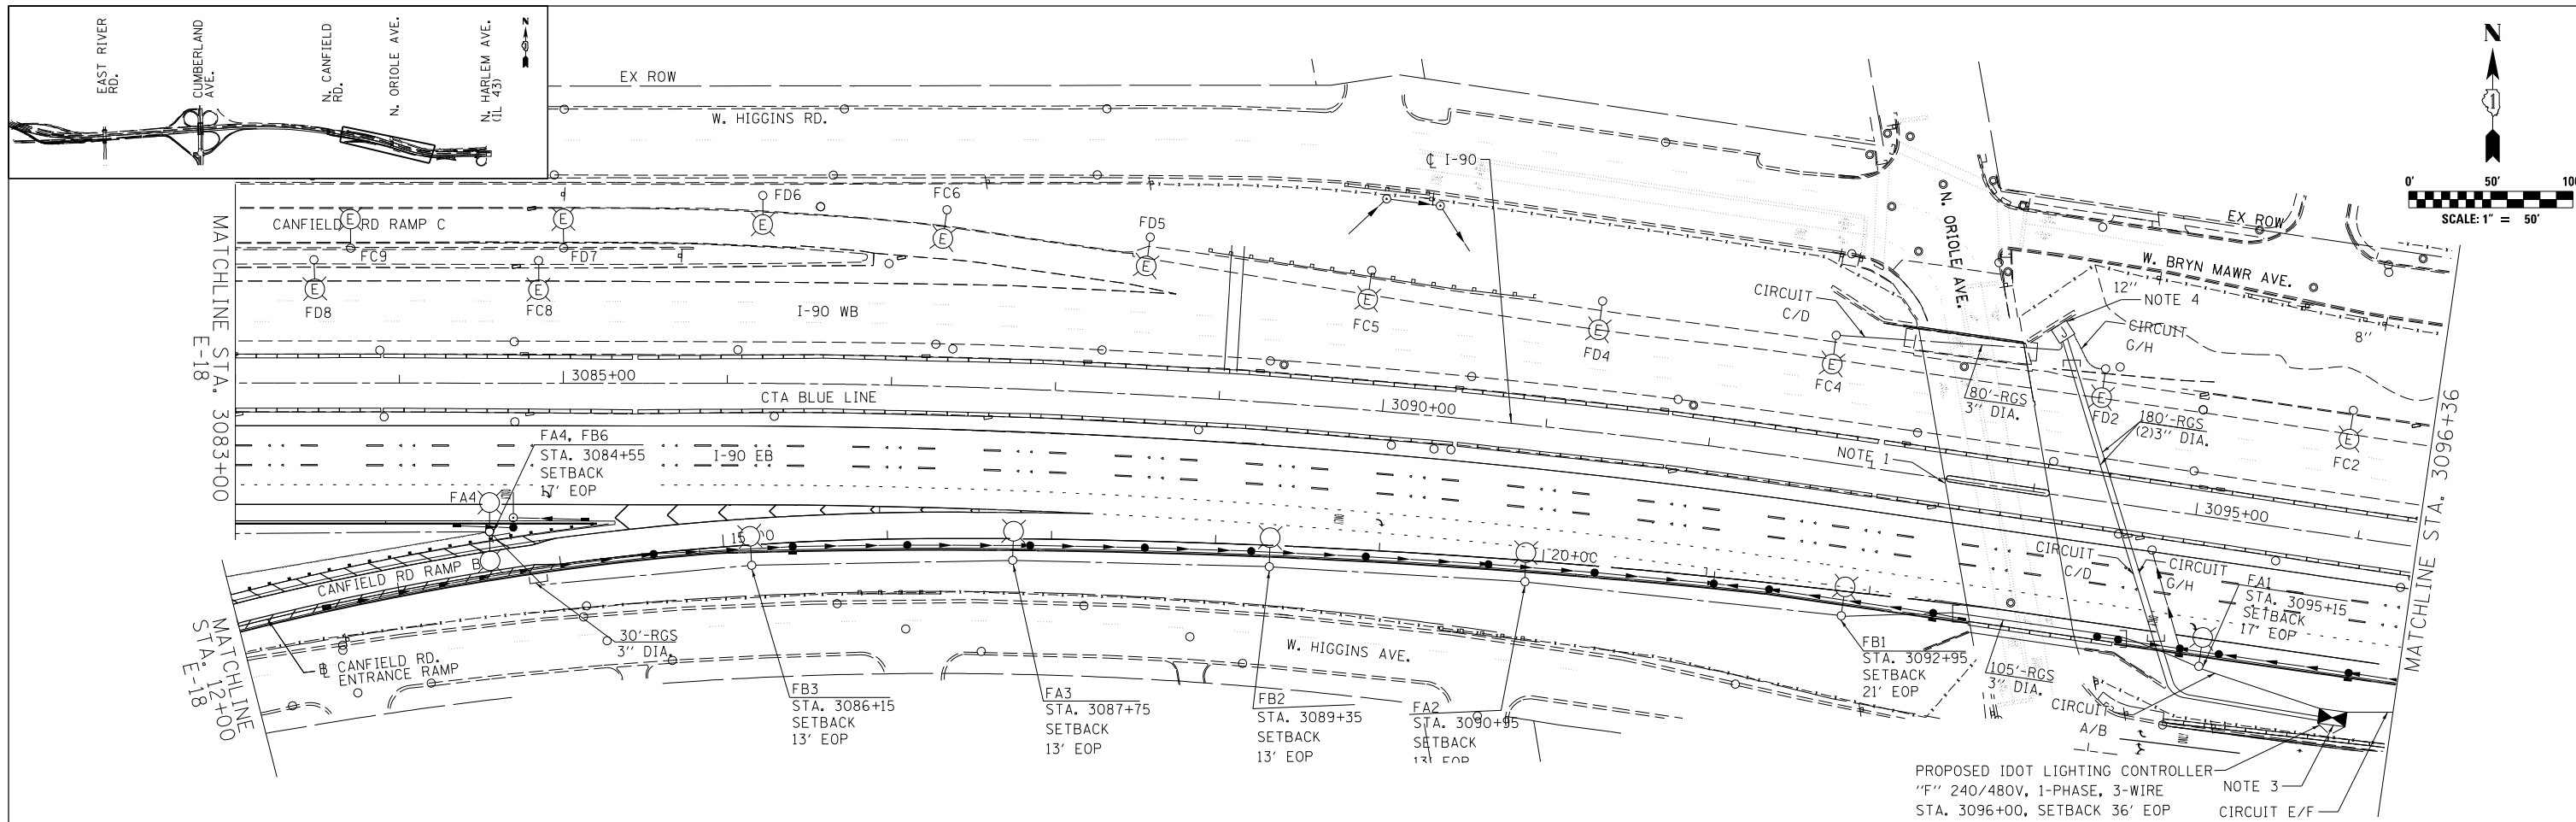 EAST RIVER
RD.
CUMBERLAND
AVE.
N. CANFIELD
RD.
N. ORIOLE AVE.
N. HARLEM AVE.
(IL 43)
N
EX ROW
W. HIGGINS RD.
℄ I-90
N
0' 50' 100
SCALE: 1" = 50'
MATCHLINE STA. 3083+00
E-18
CANFIELD RD RAMP C
FC9
FD7
FD6
FC6
FD5
FD8
FC8
I-90 WB
FC5
FD4
CIRCUIT
C/D
FC4
N. ORIOLE AVE.
EX ROW
W. BRYN MAWR AVE.
12"
NOTE 4
J
CIRCUIT
G/H
8"
80'-RGS
3" DIA.
FD2
180'-RGS
(2)3" DIA.
FC2
3085+00
CTA BLUE LINE
3090+00
NOTE 1
3095+00
MATCHLINE STA. 3096+36
FA4, FB6
STA. 3084+55
SETBACK
17' EOP
I-90 EB
FA4
CANFIELD RD RAMP B
20+00
CIRCUIT
C/D
CIRCUIT
G/H
FA1
STA. 3095+15
SETBACK
17' EOP
MATCHLINE
STA. 12+00
E-18
℄ CANFIELD RD.
ENTRANCE RAMP
30'-RGS
3" DIA.
W. HIGGINS AVE.
FB3
STA. 3086+15
SETBACK
13' EOP
FA3
STA. 3087+75
SETBACK
13' EOP
FB2
STA. 3089+35
SETBACK
13' EOP
FA2
STA. 3090+95
SETBACK
13' EOP
FB1
STA. 3092+95
SETBACK
21' EOP
105'-RGS
3" DIA.
CIRCUIT
A/B
PROPOSED IDOT LIGHTING CONTROLLER
"F" 240/480V, 1-PHASE, 3-WIRE
STA. 3096+00, SETBACK 36' EOP
NOTE 3
CIRCUIT E/F